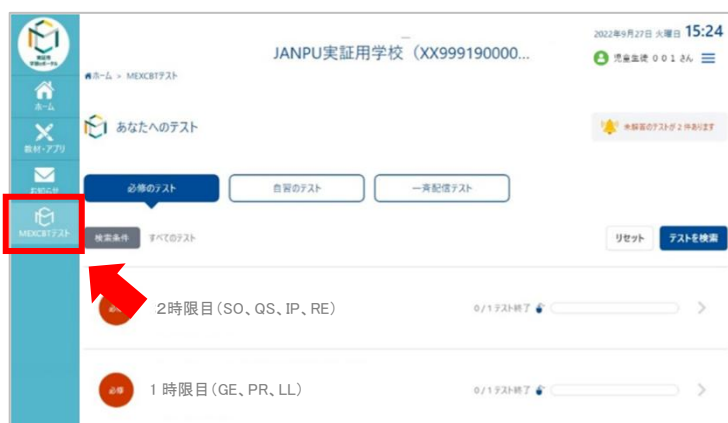 2022年9月27日 火曜日 15:24
JANPU実証用学校（XX999190000...
児童生徒００１さん
ホーム > MEXCBTテスト
ホーム
教材・アプリ
お知らせ
MEXCBTテスト
あなたへのテスト
未解答のテストが2件あります
必修のテスト
自習のテスト
一斉配信テスト
検索条件 すべてのテスト
リセット テストを検索
2時限目（SO、QS、IP、RE）
0/1テスト終了
必修
1時限目（GE、PR、LL）
0/1テスト終了